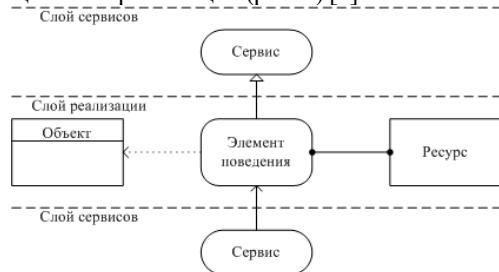 Слой сервисов
Сервис
Слой реализации
Объект
Элемент
поведения
Ресурс
Слой сервисов
Сервис